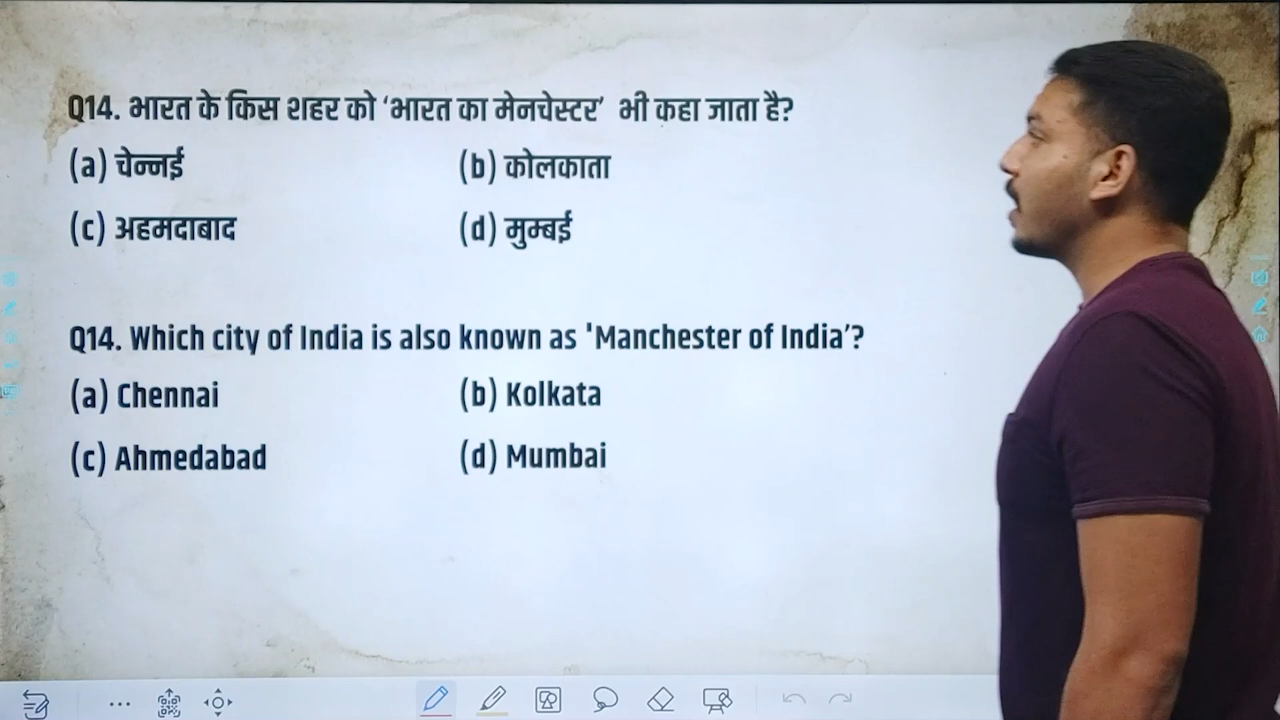 Q14. भारत के किस शहर को ‘भारत का मेनचेस्टर’ भी कहा जाता है?
(a) चेन्नई (b) कोलकाता
(c) अहमदाबाद (d) मुम्बई
Q14. Which city of India is also known as 'Manchester of India’?
(a) Chennai (b) Kolkata
(c) Ahmedabad (d) Mumbai